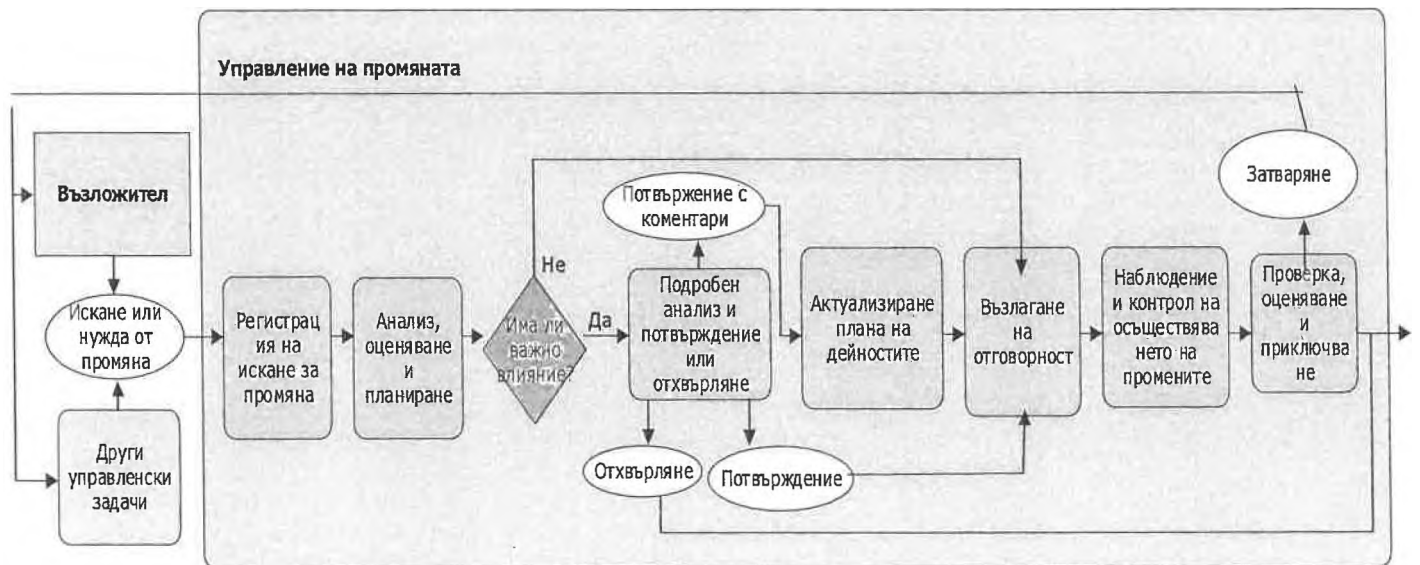 Управление на промяната
Възложител
Искане или
нужда от
промяна
Други
управленски
задачи
Регистрац
ия на
искане за
промяна
Анализ,
оценяване
и
планиране
Има ли
важно
влияние?
Не
Да
Потвържение с
коментари
Подробен
анализ и
потвърждение
или
отхвърляне
Отхвърляне
Потвърждение
Актуализиране
плана на
дейностите
Възлагане
на
отговорност
Наблюдение
и контрол на
осъществява
нето на
промените
Затваряне
Проверка,
оценяване
и
приключва
не